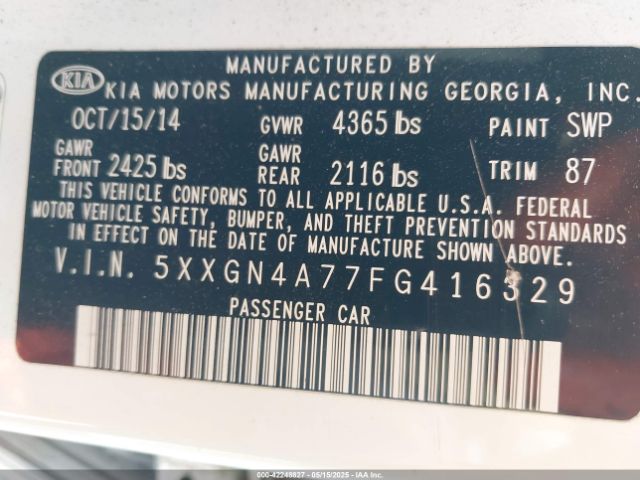 MANUFACTURED BY
KIA KIA MOTORS MANUFACTURING GEORGIA, INC.
OCT/15/14 GVWR 4365 lbs PAINT SWP
GAWR FRONT 2425 lbs GAWR REAR 2116 lbs TRIM 87
THIS VEHICLE CONFORMS TO ALL APPLICABLE U.S.A. FEDERAL
MOTOR VEHICLE SAFETY, BUMPER, AND THEFT PREVENTION STANDARDS
IN EFFECT ON THE DATE OF MANUFACTURE SHOWN ABOVE.
V.I.N. 5XXGN4A77FG416329
PASSENGER CAR
000-42248827 - 05/15/2025 - IAA Inc.